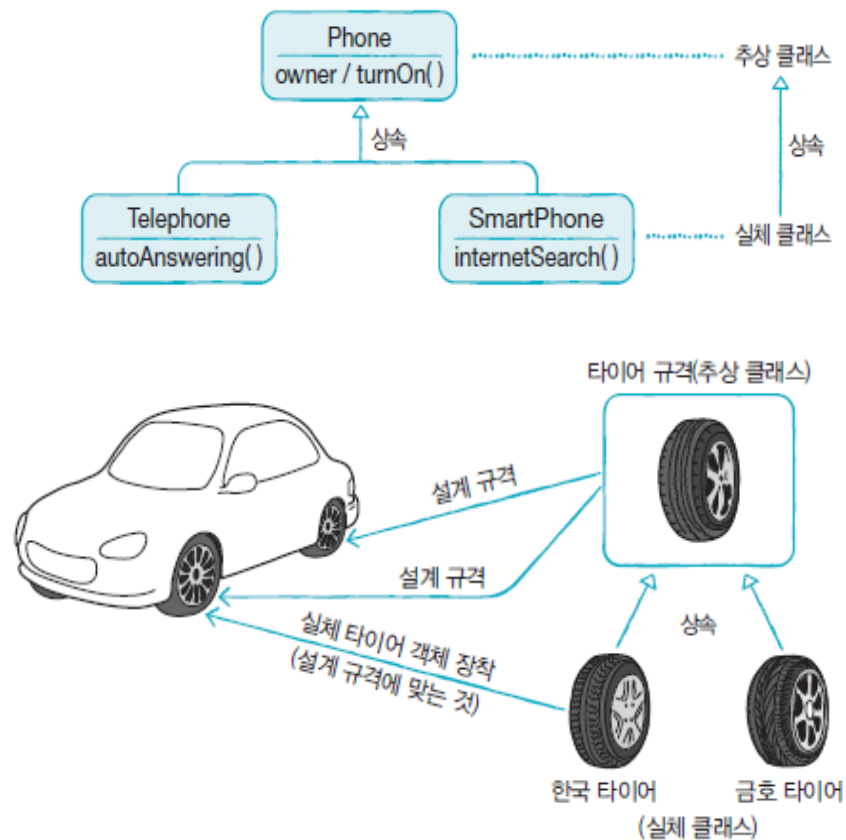 Phone
owner / turnOn( )
추상 클래스
상속
상속
Telephone
autoAnswering( )
SmartPhone
internetSearch( )
실체 클래스
타이어 규격(추상 클래스)
설계 규격
설계 규격
실체 타이어 객체 장착
(설계 규격에 맞는 것)
상속
한국 타이어
금호 타이어
(실체 클래스)